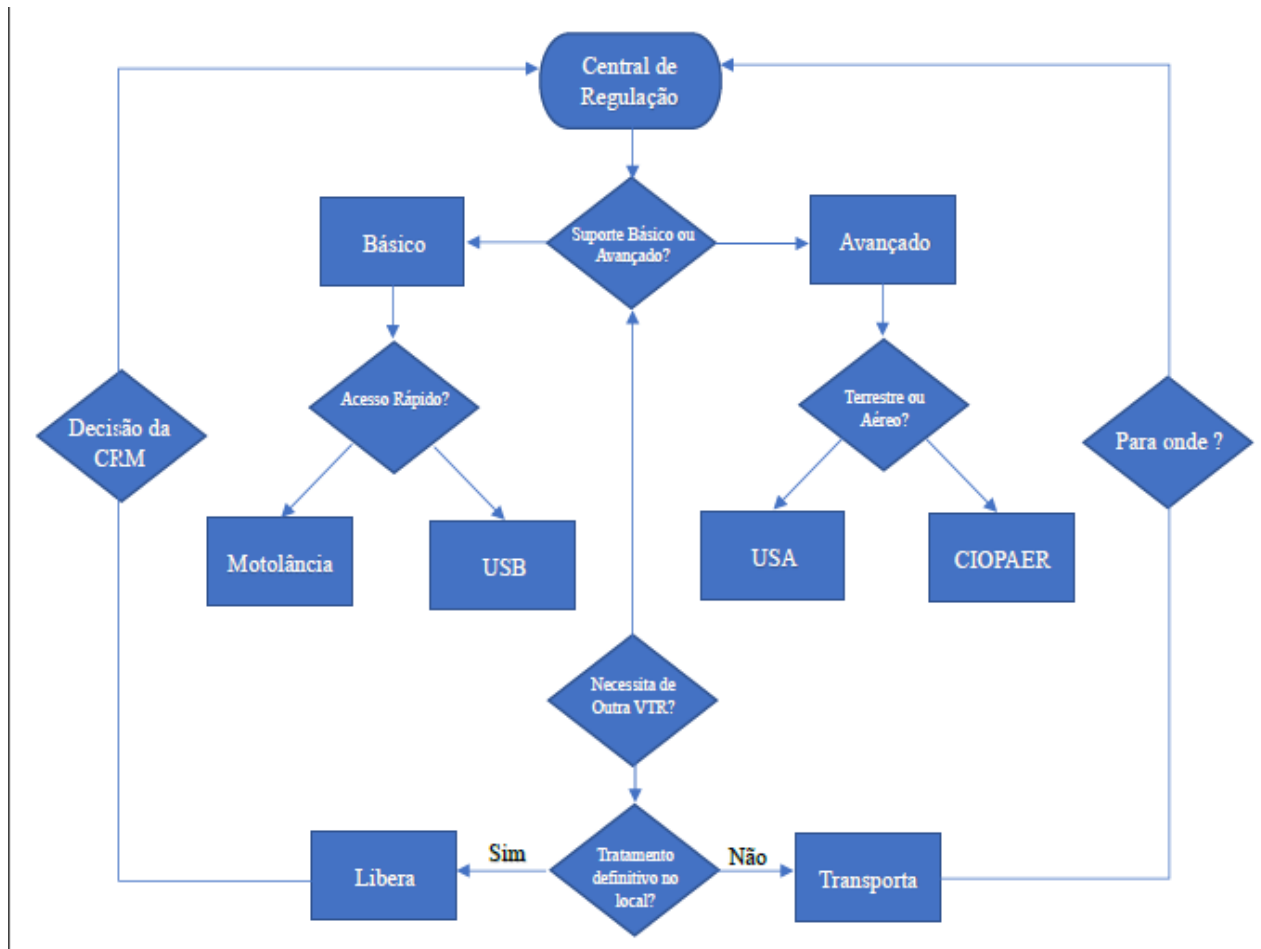 Central de
Regulação
Básico
Suporte Básico ou
Avançado?
Avançado
Acesso Rápido?
Terrestre ou
Aéreo?
Decisão da
CRM
Para onde ?
Motolância
USB
USA
CIOPAER
Necessita de
Outra VTR?
Libera
Sim
Tratamento
definitivo no
local?
Não
Transporta